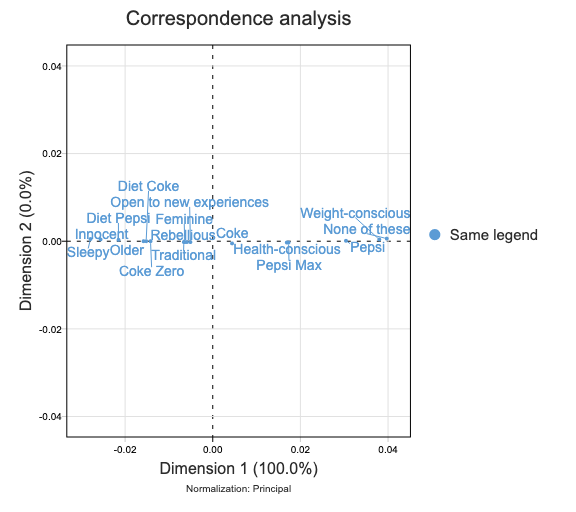 Correspondence analysis
0.04
0.02
0.00
-0.02
-0.04
Dimension 2 (0.0%)
Diet Coke
Open to new experiences
Diet Pepsi
Feminine
Innocent
Rebellious
Coke
Sleepy
Older
Traditional
Coke Zero
Health-conscious
Pepsi Max
Weight-conscious
None of these
Pepsi
Same legend
-0.02
0.00
0.02
0.04
Dimension 1 (100.0%)
Normalization: Principal